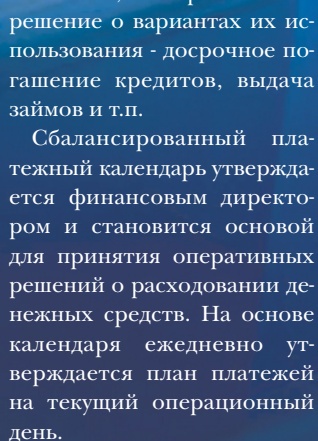 решение о вариантах их ис-
пользования - досрочное по-
гашение кредитов, выдача
займов и т.п.
Сбалансированный пла-
тежный календарь утвержда-
ется финансовым директо-
ром и становится основой
для принятия оперативных
решений о расходовании де-
нежных средств. На основе
календаря ежедневно ут-
верждается план платежей
на текущий операционный
день.